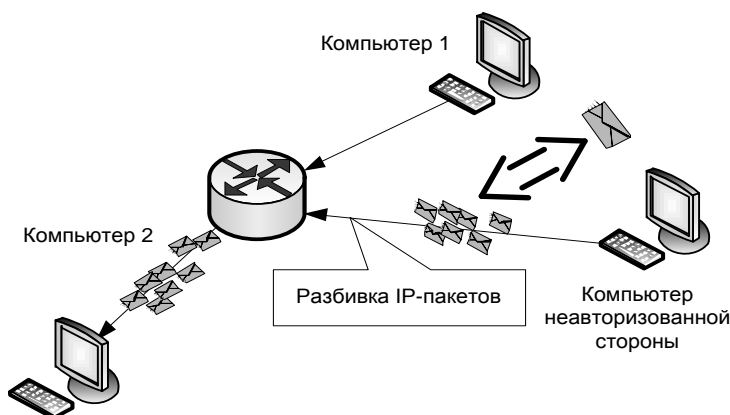 Компьютер 1
Компьютер 2
Разбивка IP-пакетов
Компьютер
неавторизованной
стороны